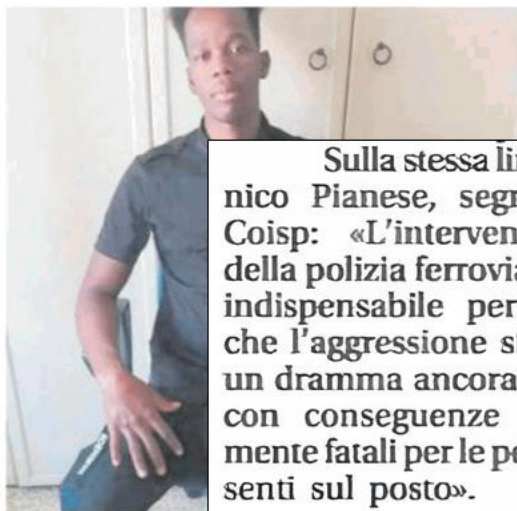 Sulla stessa
nico Pianese,
Coisp:
della polizia
indispensabile
che l'aggressione
un dramma ancora
con conseguenze
mente fatali per le
senti sul posto».